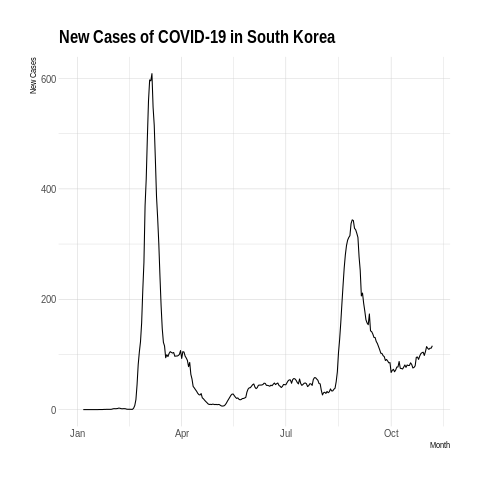 New Cases of COVID-19 in South Korea
New Cases
600
400
200
0
Jan Apr Jul Oct
Month